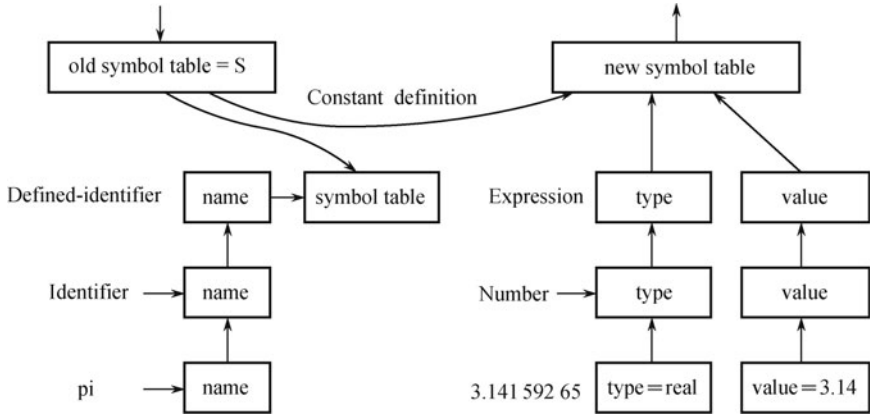 old symbol table = S
new symbol table
Constant definition
Defined-identifier
name
symbol table
Expression
type
value
Identifier
name
Number
type
value
pi
name
3.141 592 65
type=real
value=3.14